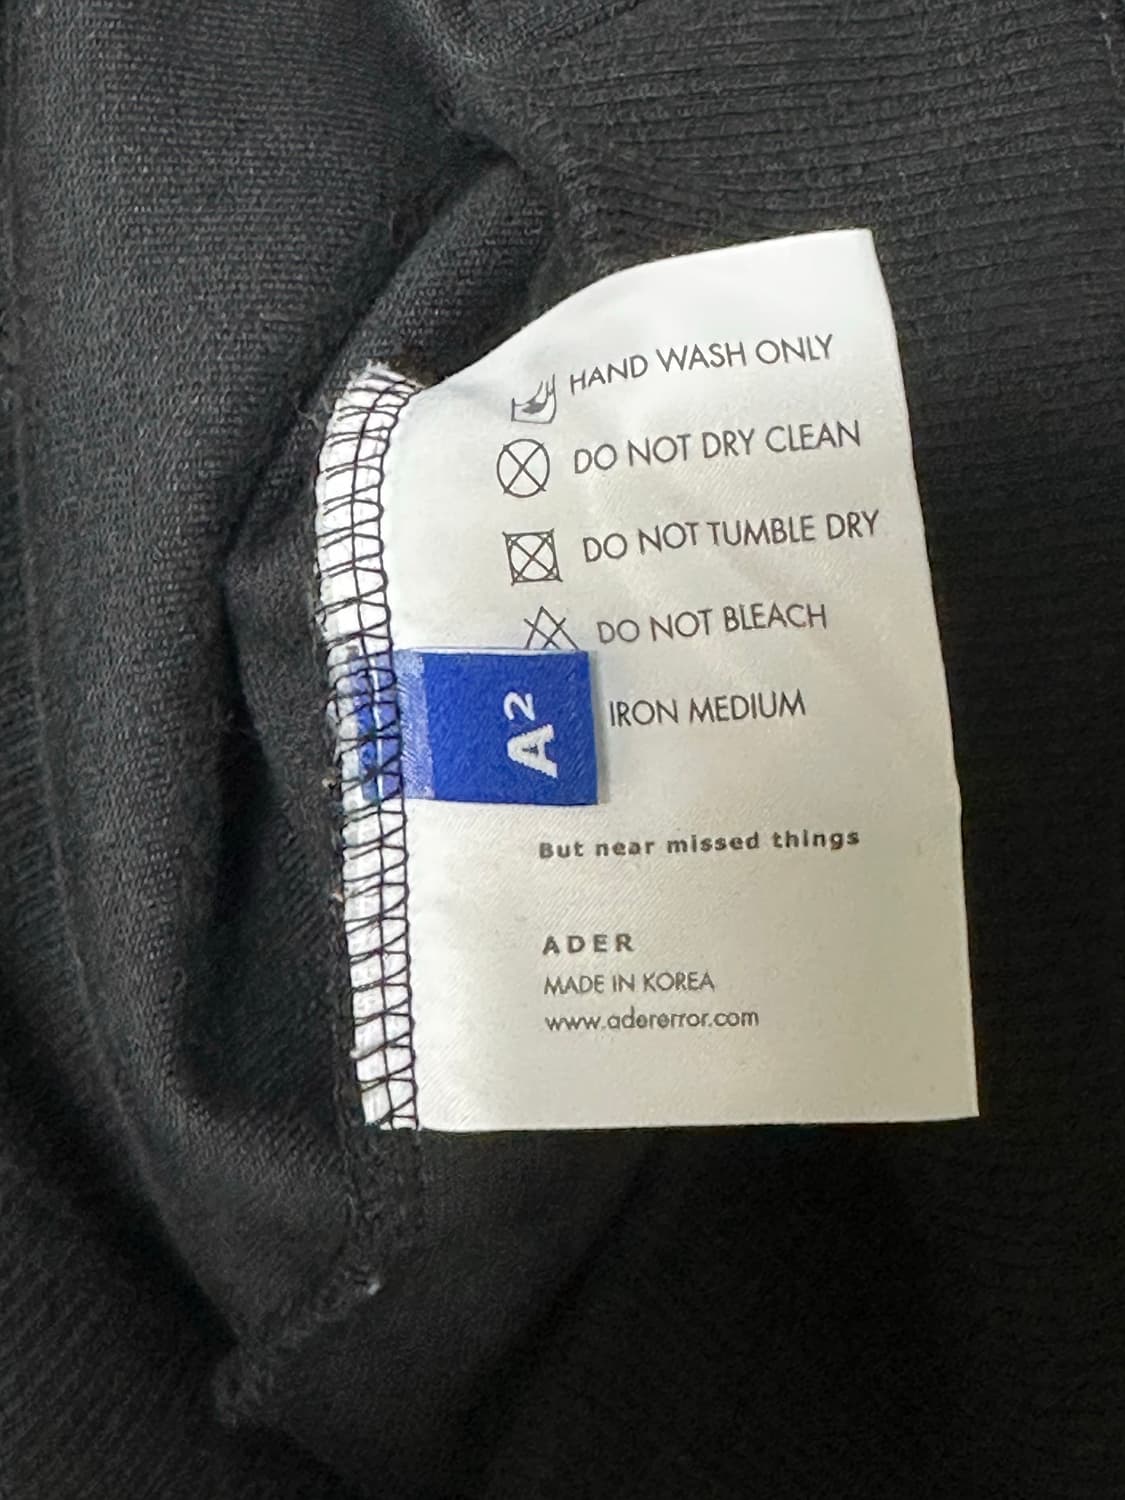 HAND WASH ONLY
DO NOT DRY CLEAN
DO NOT TUMBLE DRY
DO NOT BLEACH
IRON MEDIUM
A2
But near missed things
ADER
MADE IN KOREA
www.adererror.com